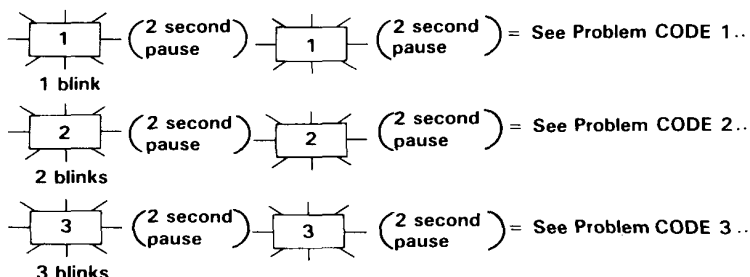 1 (2 second pause) 1 (2 second pause) = See Problem CODE 1..
1 blink
2 (2 second pause) 2 (2 second pause) = See Problem CODE 2..
2 blinks
3 (2 second pause) 3 (2 second pause) = See Problem CODE 3..
3 blinks